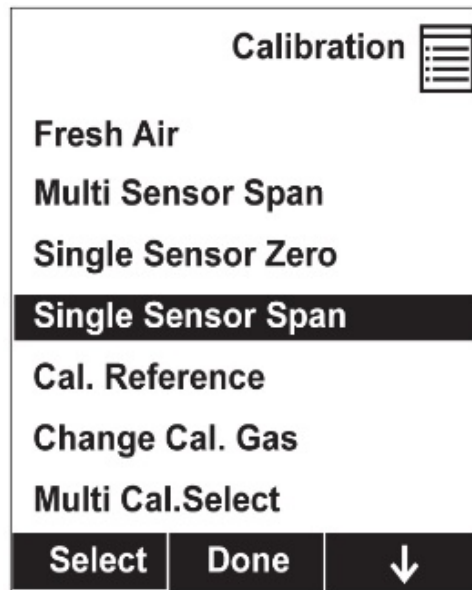 Calibration
Fresh Air
Multi Sensor Span
Single Sensor Zero
Single Sensor Span
Cal. Reference
Change Cal. Gas
Multi Cal.Select
Select Done ↓